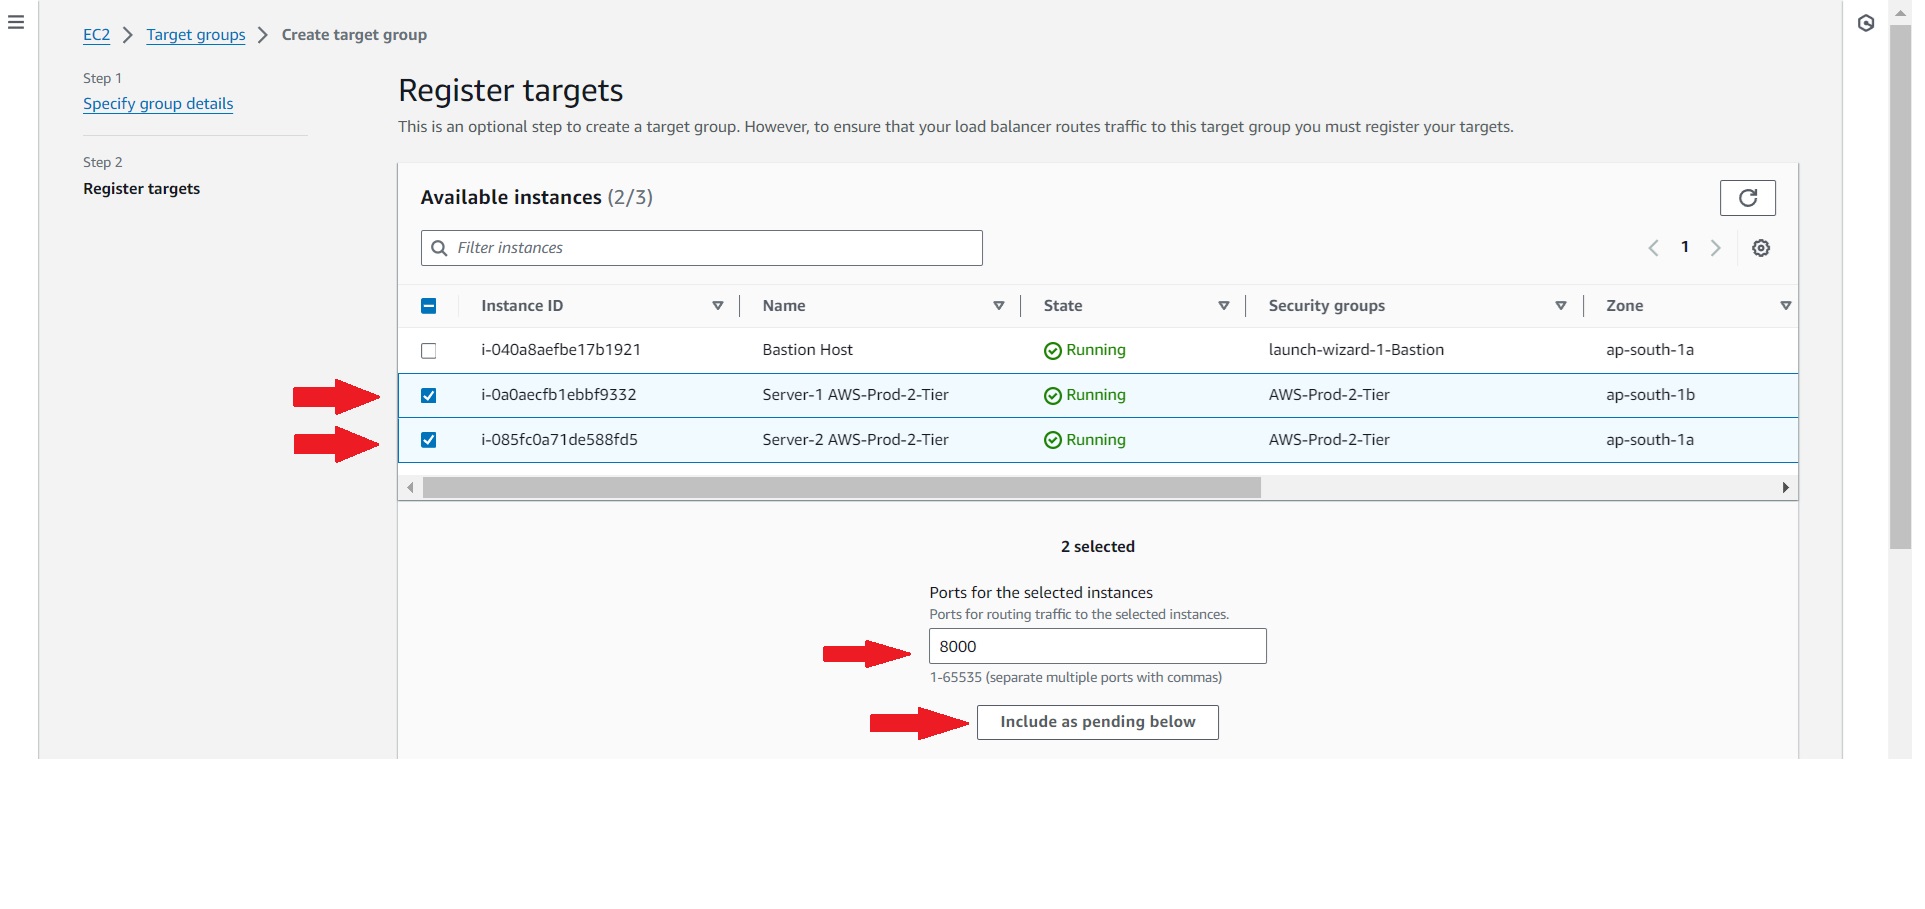 EC2 > Target groups > Create target group
Step 1
Specify group details
Step 2
Register targets
Register targets
This is an optional step to create a target group. However, to ensure that your load balancer routes traffic to this target group you must register your targets.
Available instances (2/3)
Filter instances
1
Instance ID Name State Security groups Zone
i-040a8aefbe17b1921 Bastion Host Running launch-wizard-1-Bastion ap-south-1a
i-0a0aecfb1ebbf9332 Server-1 AWS-Prod-2-Tier Running AWS-Prod-2-Tier ap-south-1b
i-085fc0a71de588fd5 Server-2 AWS-Prod-2-Tier Running AWS-Prod-2-Tier ap-south-1a
2 selected
Ports for the selected instances
Ports for routing traffic to the selected instances.
8000
1-65535 (separate multiple ports with commas)
Include as pending below